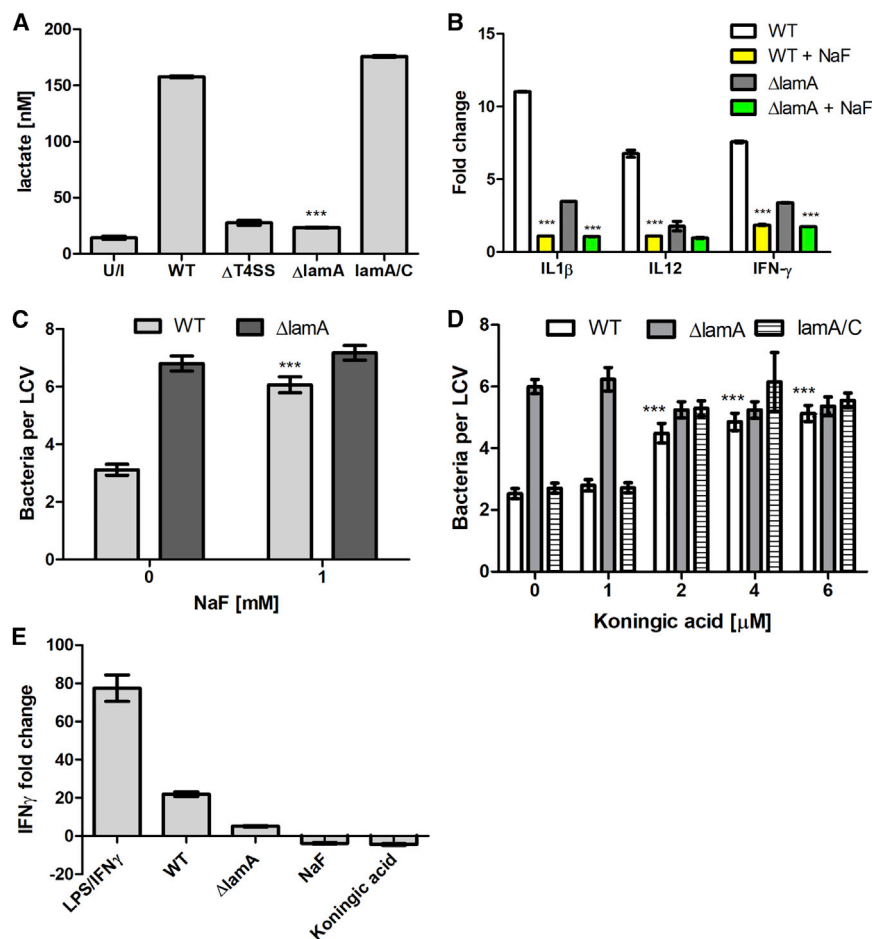 A
lactate [nM]
200
150
100
50
0
***
U/I WT ΔT4SS ΔlamA lamA/C
B
Fold change
15
10
5
0
WT
WT + NaF
ΔlamA
ΔlamA + NaF
*** *** *** *** ***
IL1β IL12 IFN-γ
C
Bacteria per LCV
8
6
4
2
0
WT ΔlamA
***
0 1
NaF [mM]
D
Bacteria per LCV
8
6
4
2
0
WT ΔlamA lamA/C
*** *** ***
0 1 2 4 6
Koningic acid [µM]
E
IFNγ fold change
100
80
60
40
20
0
-20
LPS/IFNγ WT ΔlamA NaF Koningic acid